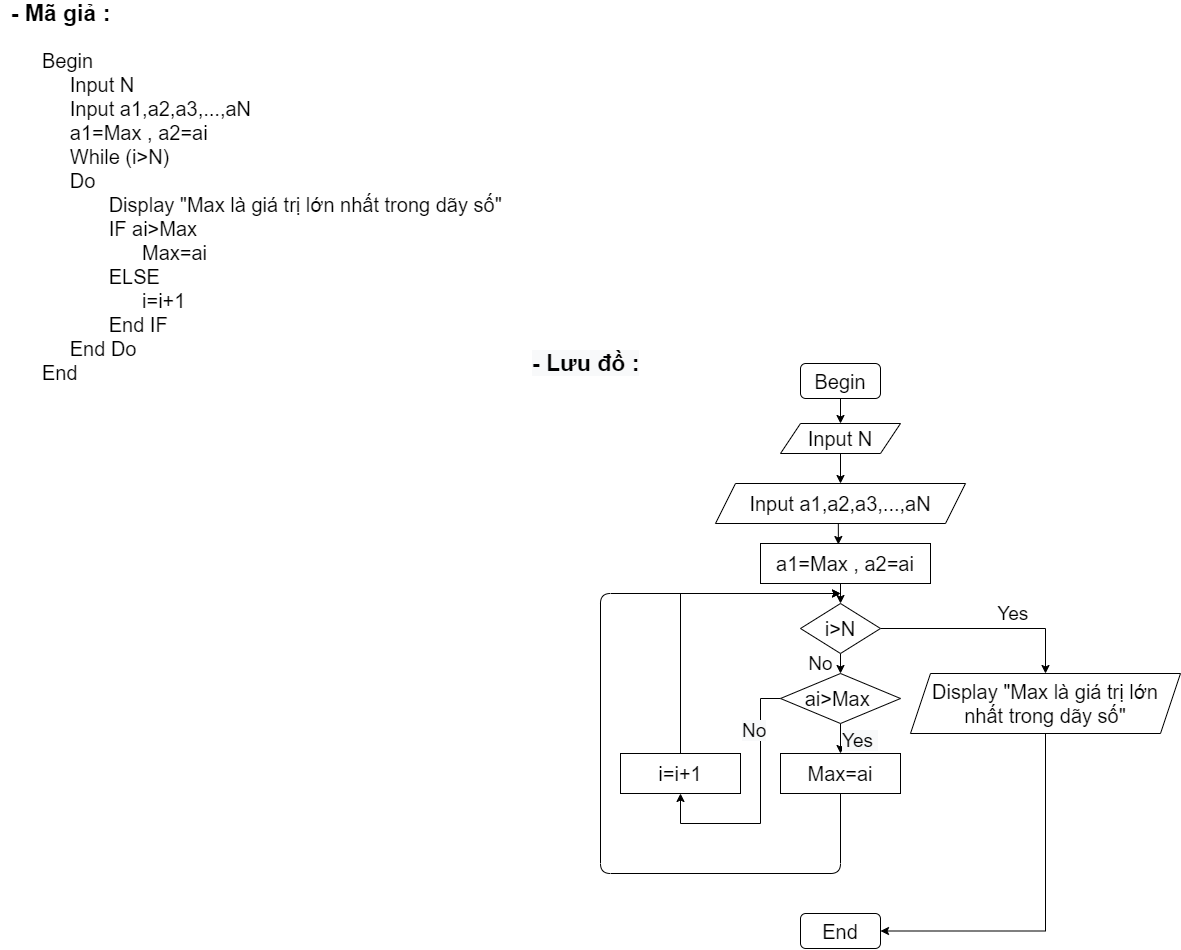 - Mã giả :
Begin
Input N
Input a1,a2,a3,...,aN
a1=Max , a2=ai
While (i>N)
Do
Display "Max là giá trị lớn nhất trong dãy số"
IF ai>Max
Max=ai
ELSE
i=i+1
End IF
End Do
End
- Lưu đồ :
Begin
Input N
Input a1,a2,a3,...,aN
a1=Max , a2=ai
i>N
Yes
No
Display "Max là giá trị lớn
nhất trong dãy số"
ai>Max
No
Yes
i=i+1
Max=ai
End